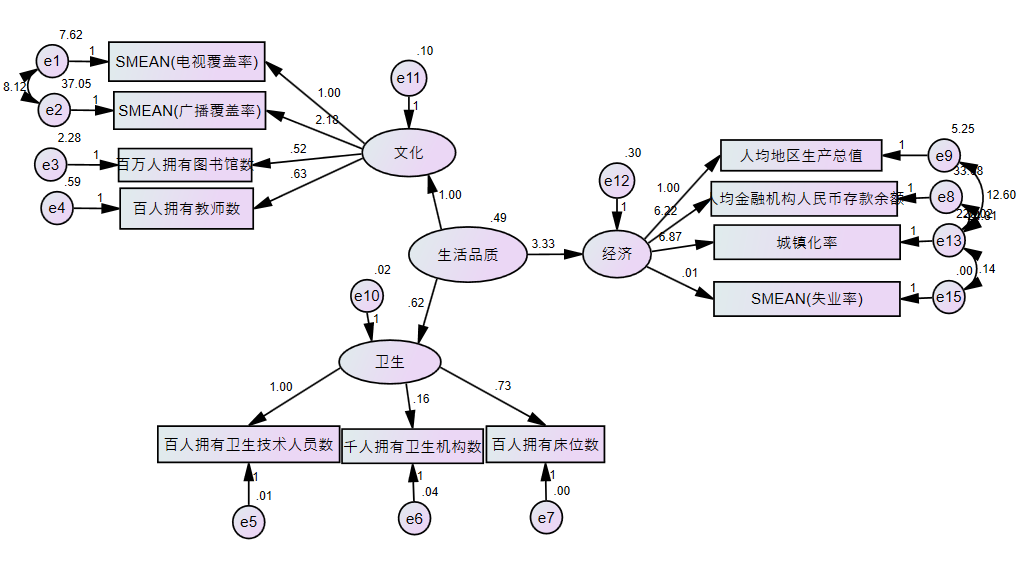 7.62
e1
1
SMEAN(电视覆盖率)
8.12
37.05
e2
1
SMEAN(广播覆盖率)
2.28
e3
1
百万人拥有图书馆数
.59
e4
1
百人拥有教师数
1.00
2.18
.52
.63
.10
e11
1
文化
1.00
.49
生活品质
3.33
.62
.30
e12
1
经济
1.00
6.22
6.87
.01
人均地区生产总值
1
5.25
e9
均金融机构人民币存款余额
1
e8
12.60
城镇化率
1
e13
SMEAN(失业率)
1
.00
.14
e15
.02
e10
1
卫生
1.00
.16
.73
百人拥有卫生技术人员数
千人拥有卫生机构数
百人拥有床位数
1
.01
e5
1
.04
e6
1
.00
e7